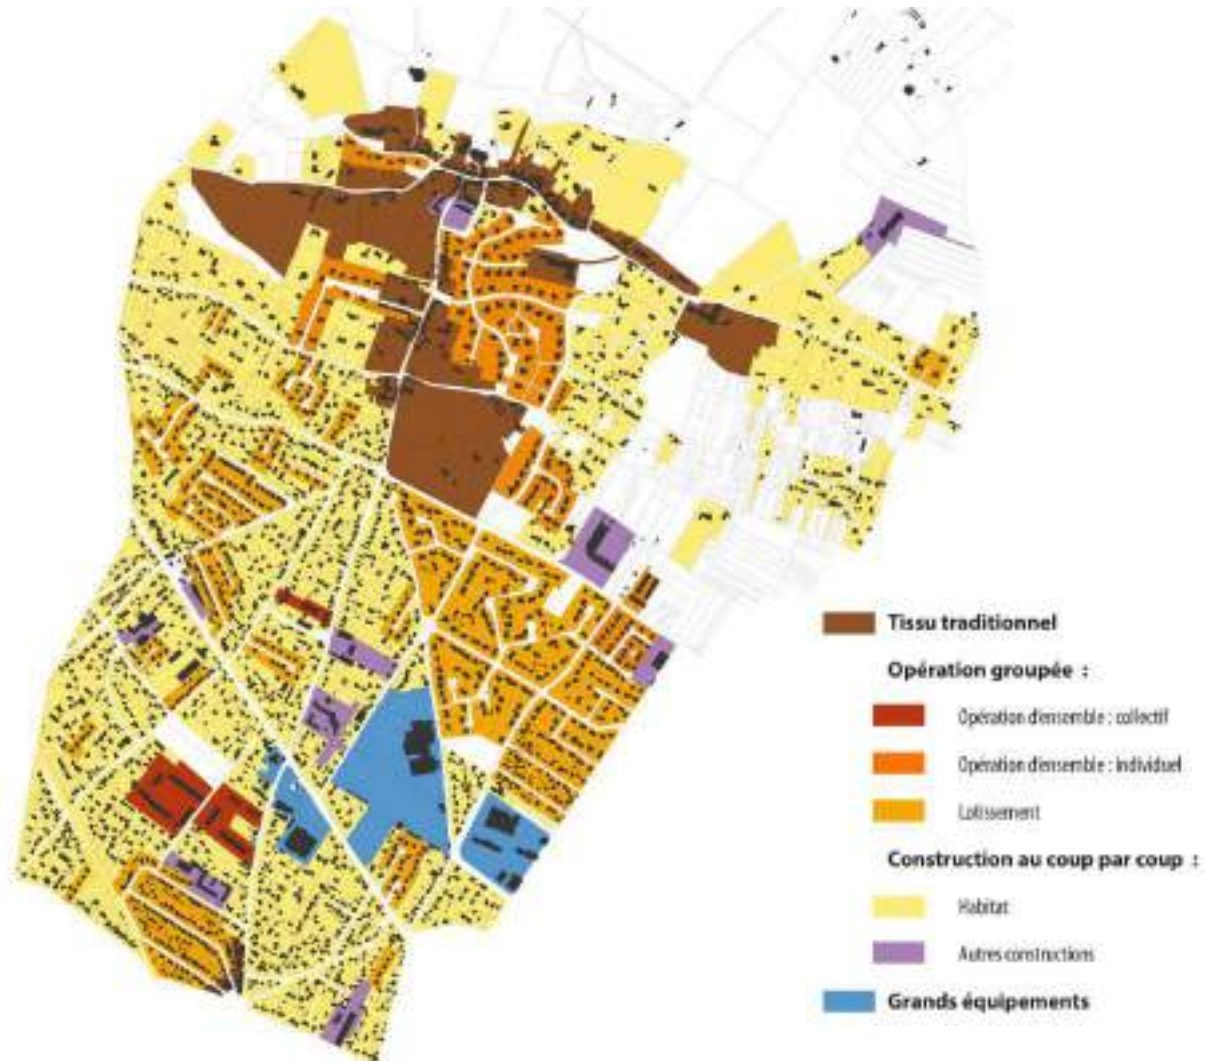 Tissu traditionnel
Opération groupée :
Opération d'ensemble : collectif
Opération d'ensemble : individuel
Lotissement
Construction au coup par coup :
Habitat
Autres constructions
Grands équipements